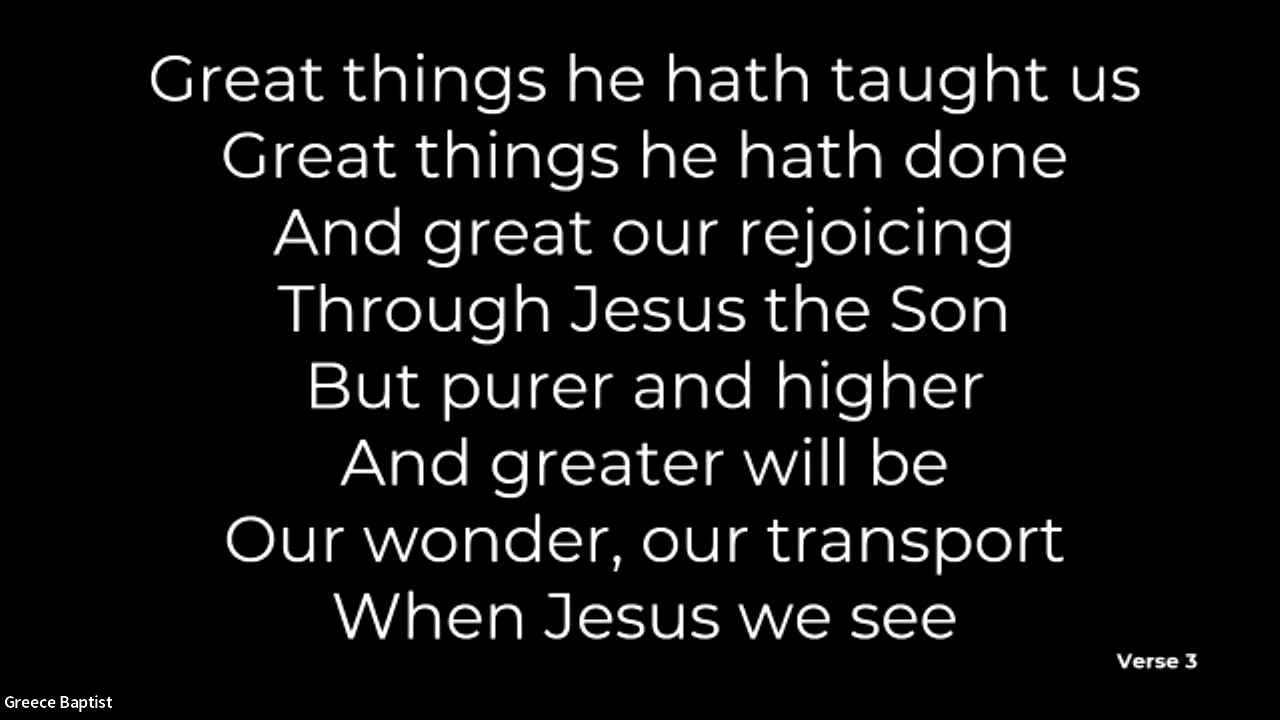 Great things he hath taught us
Great things he hath done
And great our rejoicing
Through Jesus the Son
But purer and higher
And greater will be
Our wonder, our transport
When Jesus we see
Verse 3
Greece Baptist